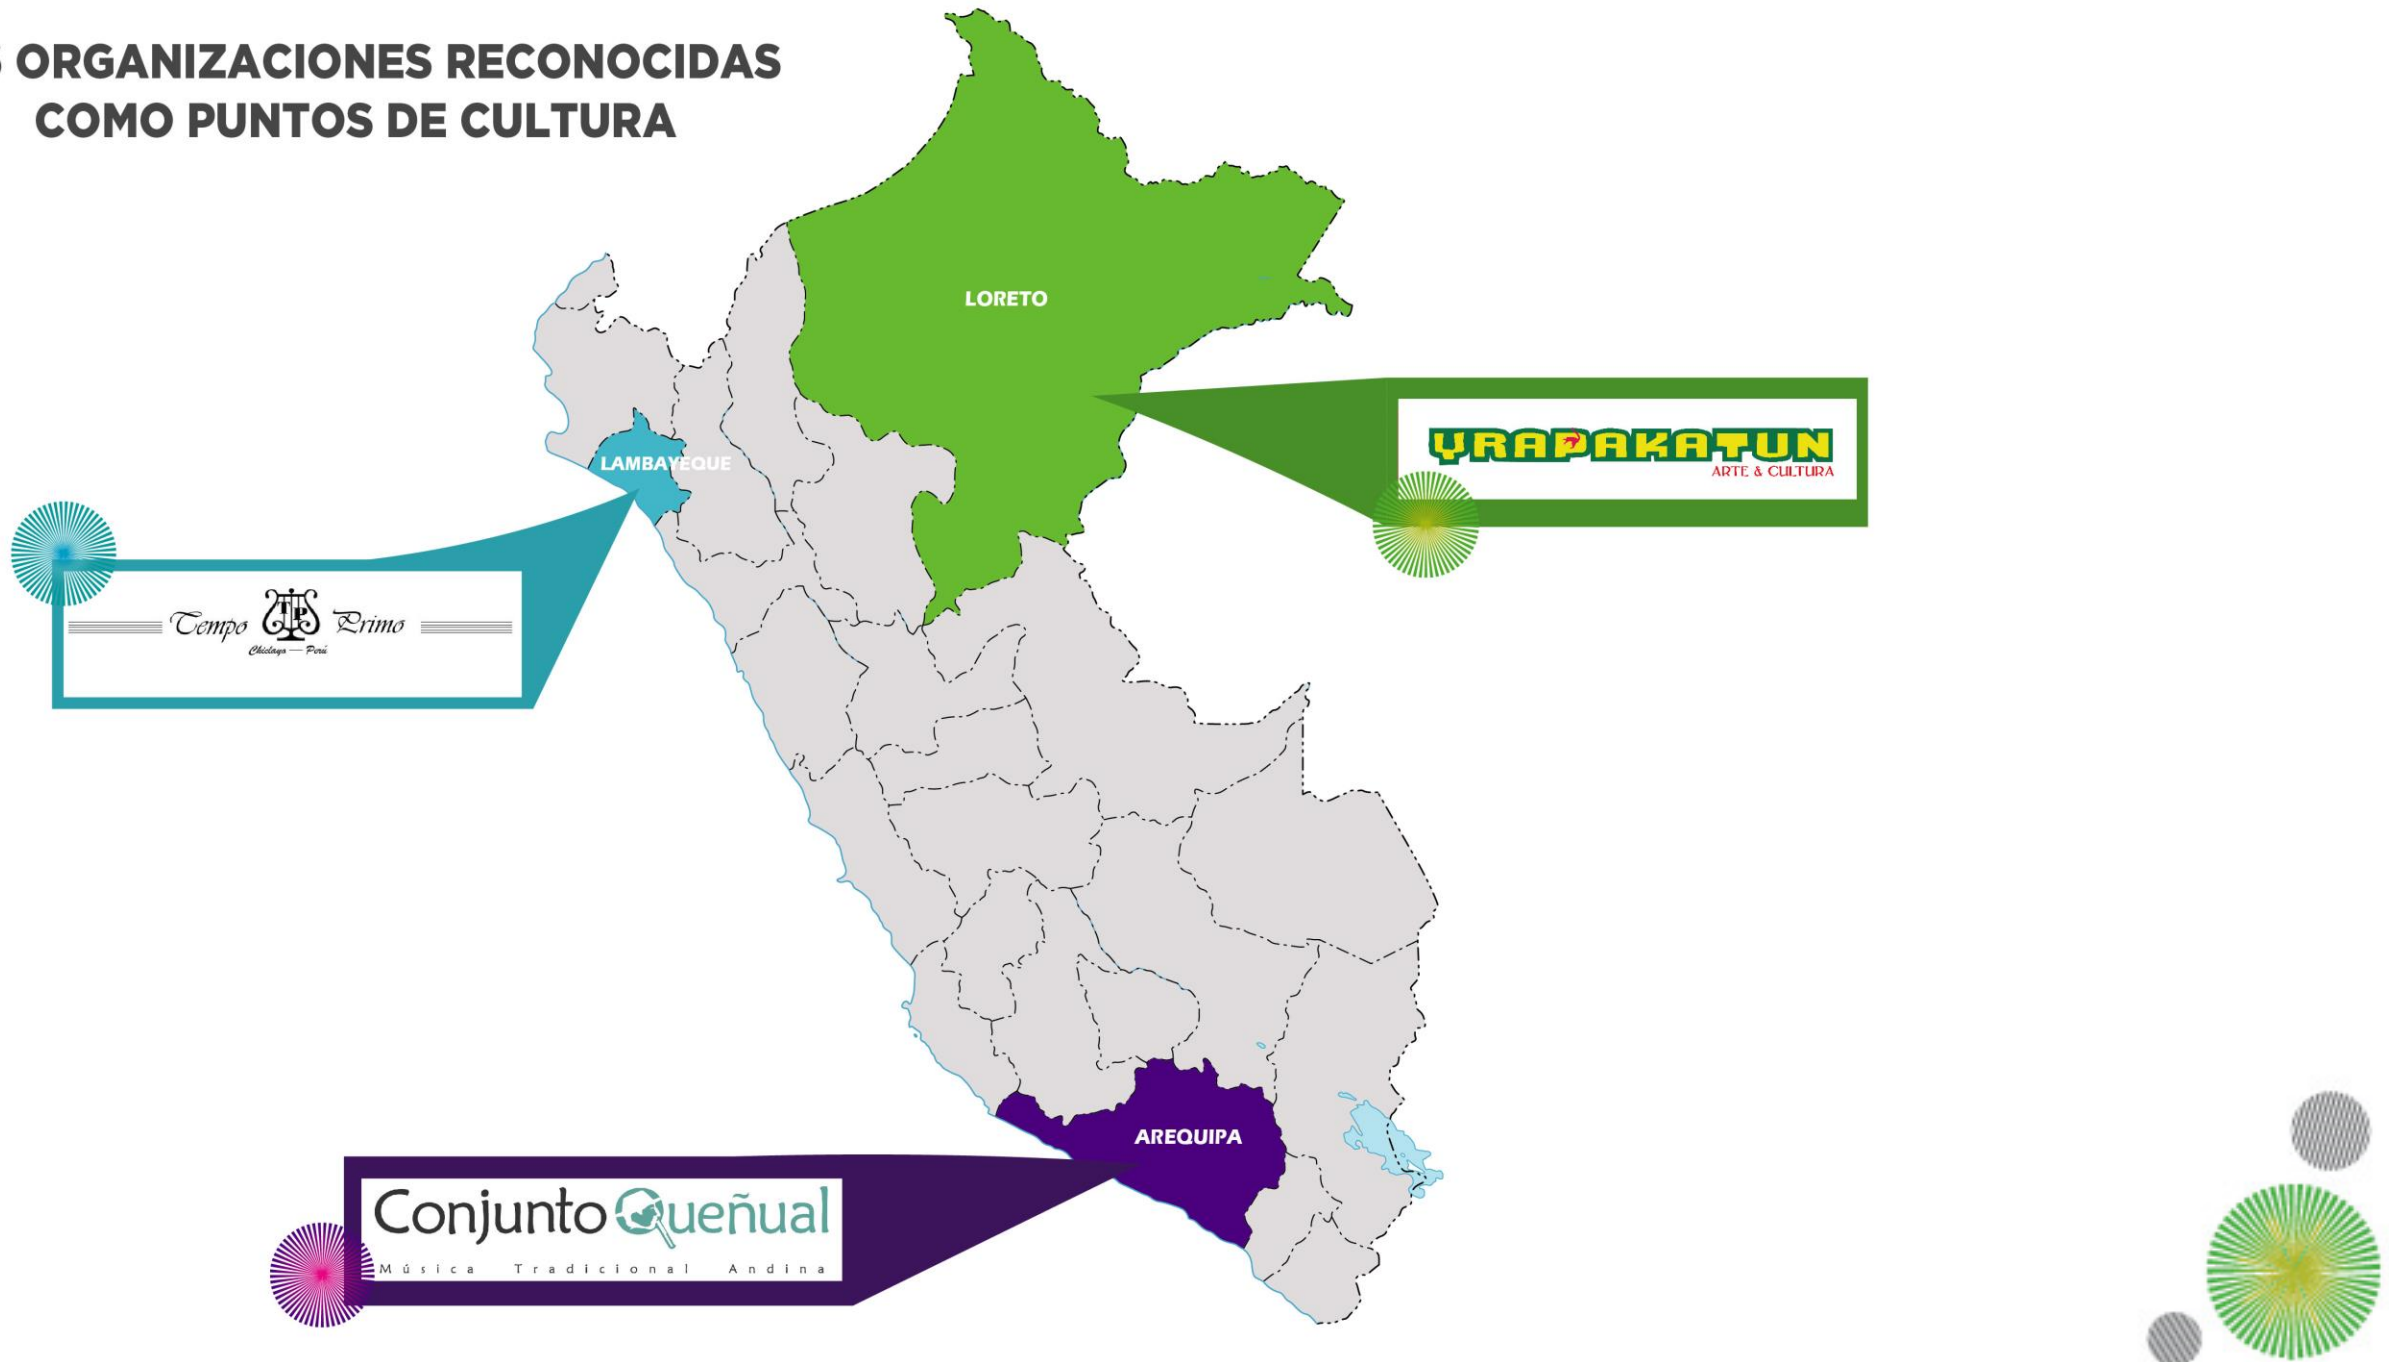 ORGANIZACIONES RECONOCIDAS
COMO PUNTOS DE CULTURA
LORETO
YRAPAKATUN
ARTE & CULTURA
LAMBAYEQUE
Tempo TP Primo
Chiclayo — Perú
AREQUIPA
Conjunto Queñual
Música Tradicional Andina